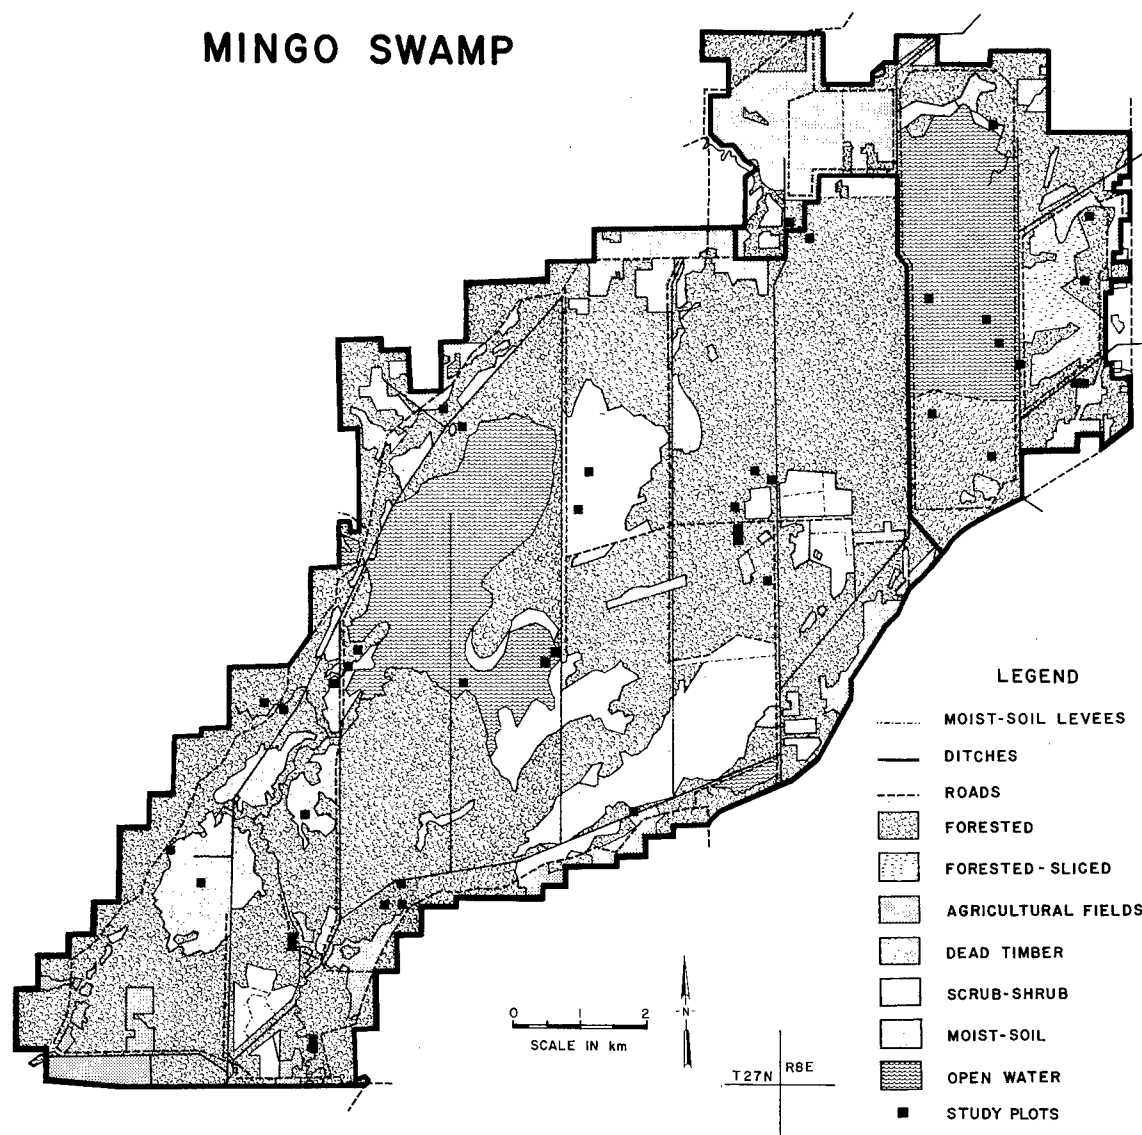 MINGO SWAMP
LEGEND
MOIST-SOIL LEVEES
DITCHES
ROADS
FORESTED
FORESTED-SLICED
AGRICULTURAL FIELDS
DEAD TIMBER
SCRUB-SHRUB
MOIST-SOIL
OPEN WATER
STUDY PLOTS
0 1 2
SCALE IN km
-N-
T27N R8E